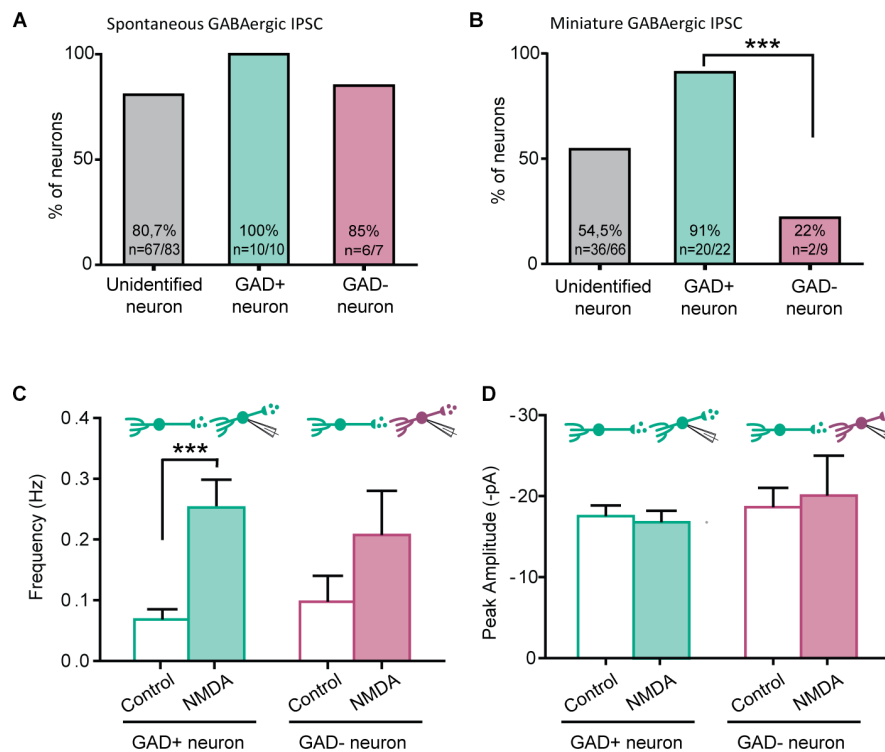 A
Spontaneous GABAergic IPSC
% of neurons
100
50
0
80,7%
n=67/83
100%
n=10/10
85%
n=6/7
Unidentified
neuron
GAD+
neuron
GAD-
neuron
B
Miniature GABAergic IPSC
% of neurons
100
50
0
***
54,5%
n=36/66
91%
n=20/22
22%
n=2/9
Unidentified
neuron
GAD+
neuron
GAD-
neuron
C
Frequency (Hz)
0.4
0.3
0.2
0.1
0.0
***
Control
NMDA
Control
NMDA
GAD+ neuron
GAD- neuron
D
Peak Amplitude (-pA)
-30
-20
-10
0
Control
NMDA
Control
NMDA
GAD+ neuron
GAD- neuron